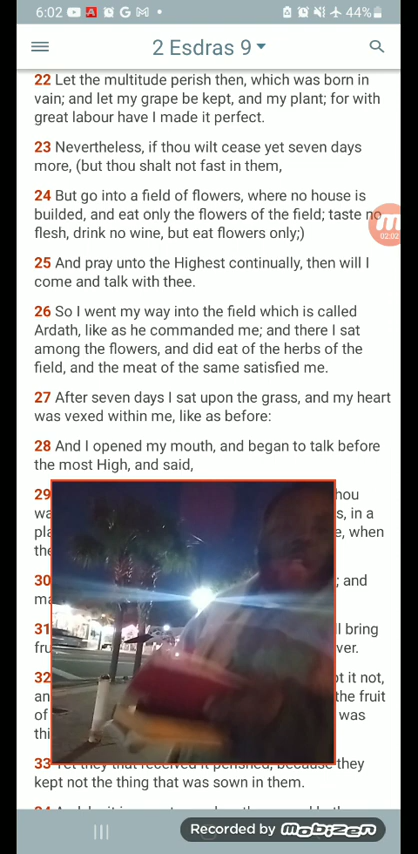 6:02
44%
2 Esdras 9
22 Let the multitude perish then, which was born in
vain; and let my grape be kept, and my plant; for with
great labour have I made it perfect.
23 Nevertheless, if thou wilt cease yet seven days
more, (but thou shalt not fast in them,
24 But go into a field of flowers, where no house is
builded, and eat only the flowers of the field; taste no
flesh, drink no wine, but eat flowers only;)
02:02
25 And pray unto the Highest continually, then will I
come and talk with thee.
26 So I went my way into the field which is called
Ardath, like as he commanded me; and there I sat
among the flowers, and did eat of the herbs of the
field, and the meat of the same satisfied me.
27 After seven days I sat upon the grass, and my heart
was vexed within me, like as before:
28 And I opened my mouth, and began to talk before
the most High, and said,
29
in a
when
30 ; and
31 bring
32 it not,
the fruit
of was
33 Yet they that received it perished, because they
kept not the thing that was sown in them.
Recorded by mobizen